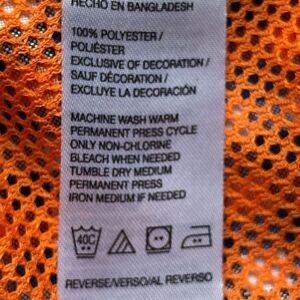 HECHO EN BANGLADESH
100% POLYESTER /
POLIÉSTER
EXCLUSIVE OF DECORATION /
SAUF DÉCORATION /
EXCLUYE LA DECORACIÓN
MACHINE WASH WARM
PERMANENT PRESS CYCLE
ONLY NON-CHLORINE
BLEACH WHEN NEEDED
TUMBLE DRY MEDIUM
PERMANENT PRESS
IRON MEDIUM IF NEEDED
40C
REVERSE/VERSO/AL REVERSO